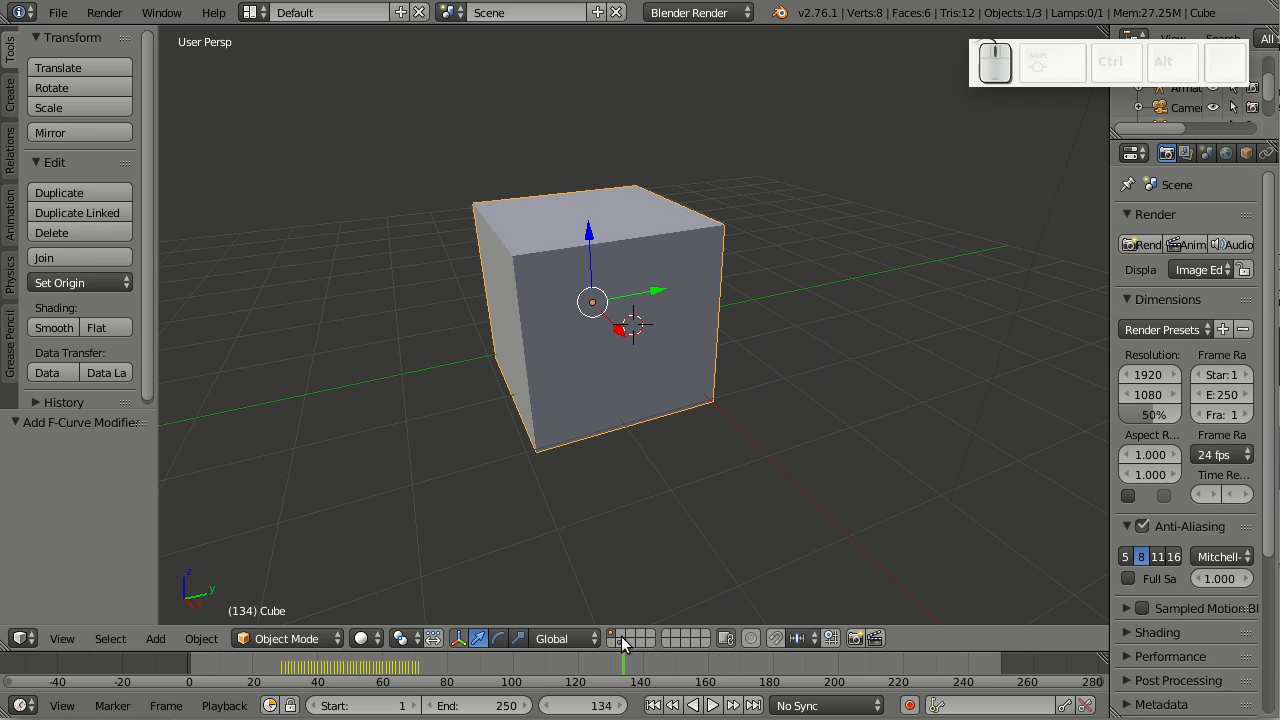 File Render Window Help Default Scene Blender Render v2.76.1 | Verts:8 | Faces:6 | Tris:12 | Objects:1/3 | Lamps:0/1 | Mem:27.25M | Cube
Transform
Translate
Rotate
Scale
Mirror
Edit
Duplicate
Duplicate Linked
Delete
Join
Set Origin
Shading:
Smooth Flat
Data Transfer:
Data Data La
History
Add F-Curve Modifier
Tools
Create
Relations
Animation
Physics
Grease Pencil
User Persp
Shift Ctrl Alt
View Search All S
Armat
Camer
Scene
Render
Rend Anim Audio
Displa Image Ed
Dimensions
Render Presets
Resolution: Frame Ra
1920 Star: 1
1080 E: 250
50% Fra: 1
Aspect R... Frame Ra
1.000 24 fps
1.000 Time Re...
Anti-Aliasing
5 8 11 16 Mitchell-
Full Sa 1.000
Sampled Motion Bl
Shading
Performance
Post Processing
Metadata
z
y
x
(134) Cube
View Select Add Object Object Mode Global
-40 -20 0 20 40 60 80 100 120 140 160 180 200 220 240 260 280
View Marker Frame Playback Start: 1 End: 250 134 No Sync